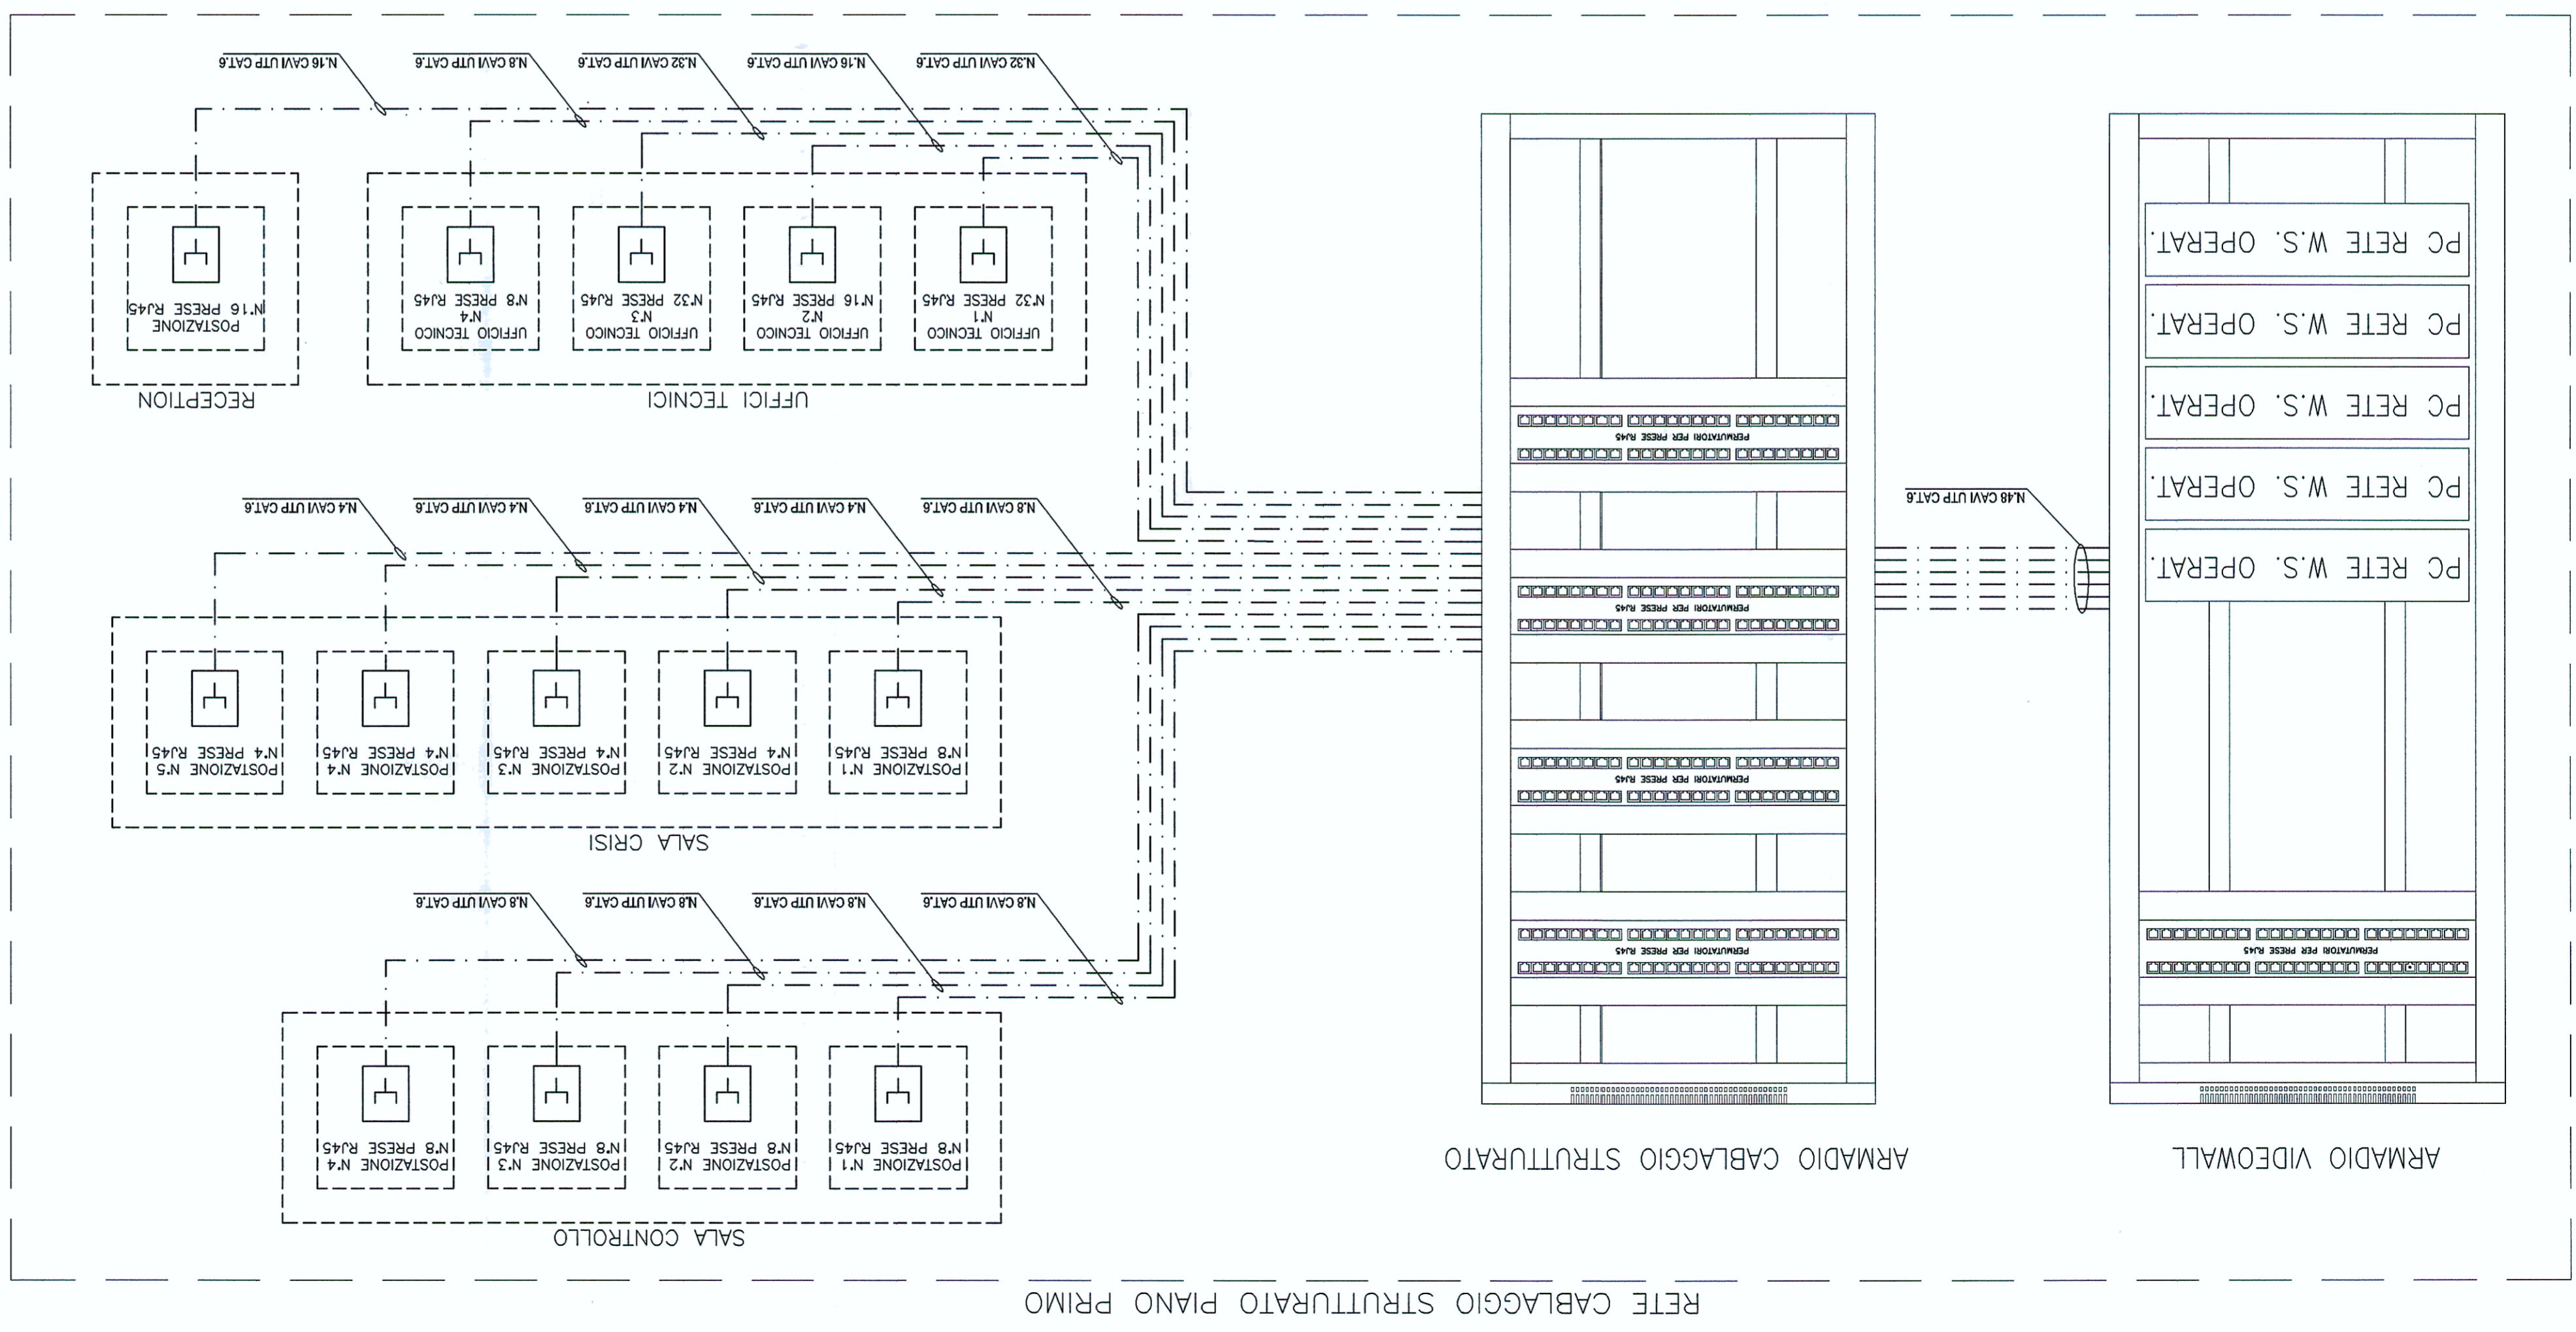 RETE CABLAGGIO STRUTTURATO PIANO PRIMO
ARMADIO VIDEOWALL
PERMUTATORI PER PRESE RJ45
PC RETE W.S. OPERAT.
PC RETE W.S. OPERAT.
PC RETE W.S. OPERAT.
PC RETE W.S. OPERAT.
PC RETE W.S. OPERAT.
N.48 CAVI UTP CAT.6
ARMADIO CABLAGGIO STRUTTURATO
PERMUTATORI PER PRESE RJ45
PERMUTATORI PER PRESE RJ45
PERMUTATORI PER PRESE RJ45
PERMUTATORI PER PRESE RJ45
SALA CONTROLLO
POSTAZIONE N°1
N°8 PRESE RJ45
POSTAZIONE N°2
N°8 PRESE RJ45
POSTAZIONE N°3
N°8 PRESE RJ45
POSTAZIONE N°4
N°8 PRESE RJ45
N.8 CAVI UTP CAT.6
N.8 CAVI UTP CAT.6
N.8 CAVI UTP CAT.6
N.8 CAVI UTP CAT.6
SALA CRISI
POSTAZIONE N°1
N°8 PRESE RJ45
POSTAZIONE N°2
N°4 PRESE RJ45
POSTAZIONE N°3
N°4 PRESE RJ45
POSTAZIONE N°4
N°4 PRESE RJ45
POSTAZIONE N°5
N°4 PRESE RJ45
N.8 CAVI UTP CAT.6
N.4 CAVI UTP CAT.6
N.4 CAVI UTP CAT.6
N.4 CAVI UTP CAT.6
N.4 CAVI UTP CAT.6
UFFICI TECNICI
UFFICIO TECNICO
N°1
N°32 PRESE RJ45
UFFICIO TECNICO
N°2
N°16 PRESE RJ45
UFFICIO TECNICO
N°3
N°32 PRESE RJ45
UFFICIO TECNICO
N°4
N°8 PRESE RJ45
RECEPTION
POSTAZIONE
N°16 PRESE RJ45
N.32 CAVI UTP CAT.6
N.16 CAVI UTP CAT.6
N.32 CAVI UTP CAT.6
N.8 CAVI UTP CAT.6
N.16 CAVI UTP CAT.6